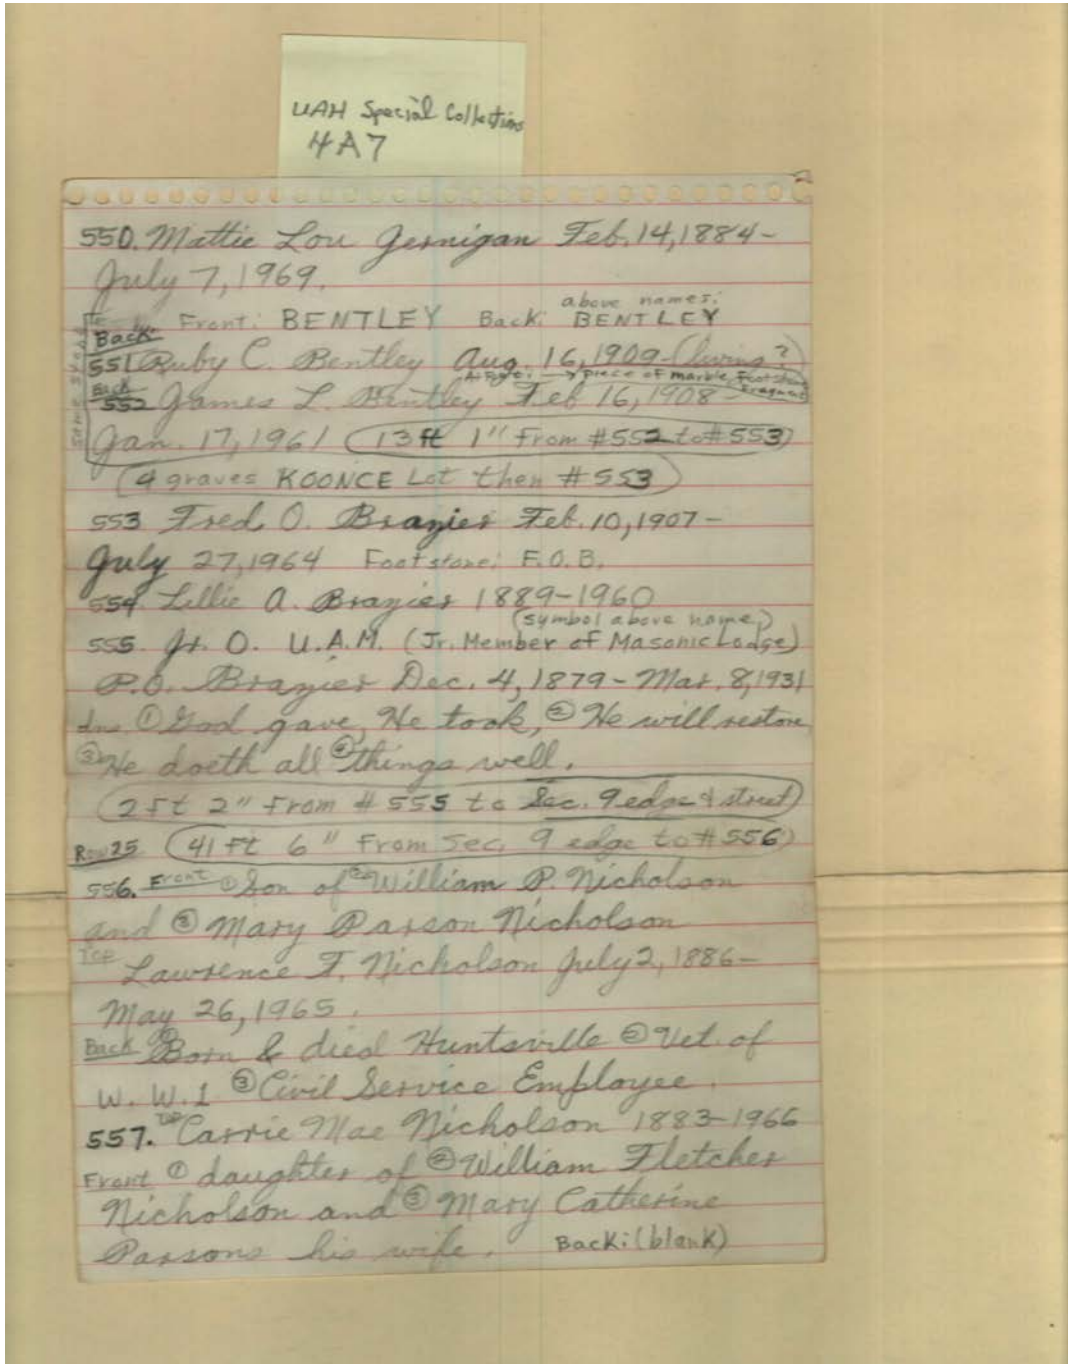 UAH Special Collections
4A7
550. Mattie Lou Jernigan Feb. 14, 1884-
July 7, 1969.
above names:
Front: BENTLEY Back: BENTLEY
Back:
551 Ruby C. Bentley Aug. 16, 1909-(living?
At Foot: → piece of marble, Footstone
Fragment
Back
552 James L. Bentley Feb 16, 1908-
same stone
Jan. 17, 1961 (13 ft 1" From #552 to #553)
(4 graves KOONCE Lot then #553)
553 Fred O. Brazier Feb. 10, 1907-
July 27, 1964 Footstone: F.O.B.
554. Lillie A. Brazier 1889-1960
(symbol above name)
555. Jr. O. U.A.M. (Jr. Member of Masonic Lodge)
P.O. Brazier Dec. 4, 1879-Mar. 8, 1931
Ins. ① God gave, He took, ② He will restore,
③ He doeth all ④ things well.
(2 Ft 2" From #555 to Sec. 9 edge & street)
Row 25 (41 Ft 6" From Sec. 9 edge to #556)
556. Front ① Son of ② William P. Nicholson
and ③ Mary Parson Nicholson
TOP
Lawrence T. Nicholson July 2, 1886-
May 26, 1965.
Back ① Born & died Huntsville ② Vet. of
W. W. 1 ③ Civil Service Employee.
557. Top Carrie Mae Nicholson 1883-1966
Front ① daughter of ② William Fletcher
Nicholson and ③ Mary Catherine
Parsons his wife. Back: (blank)